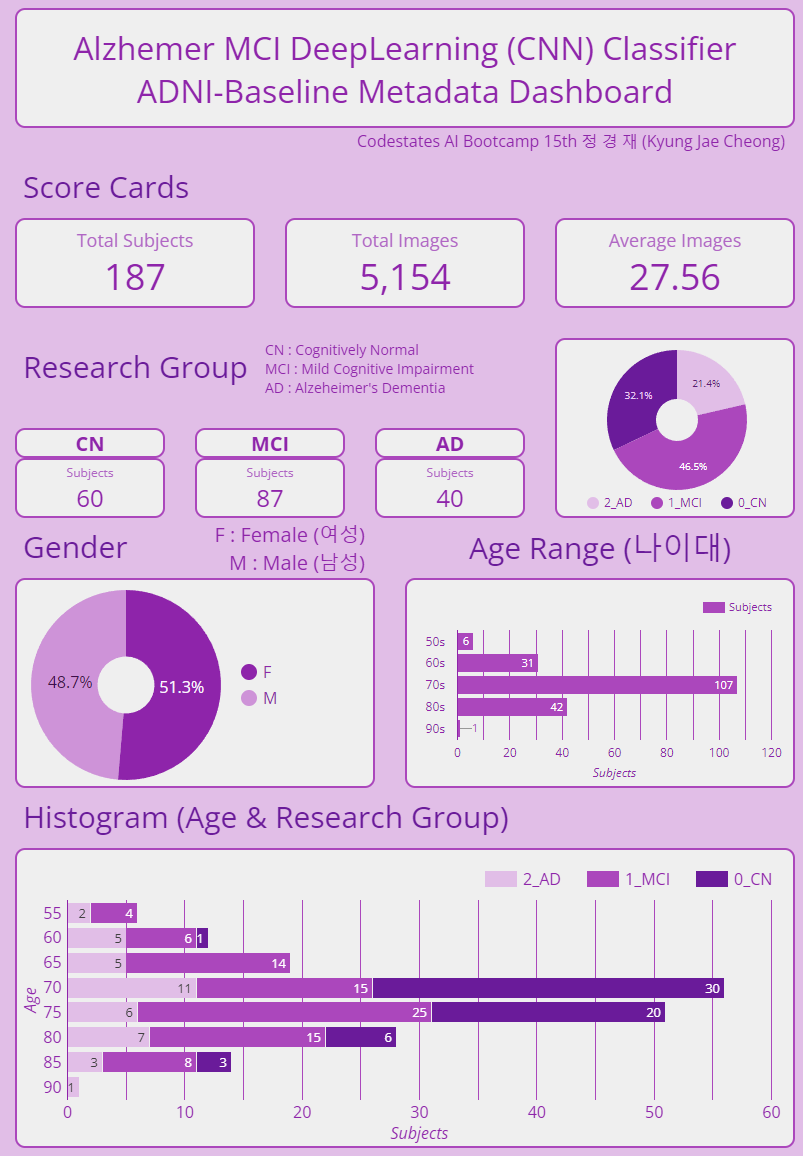 Alzhemer MCI DeepLearning (CNN) Classifier
ADNI-Baseline Metadata Dashboard
Codestates AI Bootcamp 15th 정 경 재 (Kyung Jae Cheong)
Score Cards
Total Subjects
187
Total Images
5,154
Average Images
27.56
Research Group
CN : Cognitively Normal
MCI : Mild Cognitive Impairment
AD : Alzeheimer's Dementia
CN
Subjects
60
MCI
Subjects
87
AD
Subjects
40
21.4%
32.1%
46.5%
2_AD 1_MCI 0_CN
Gender
F : Female (여성)
M : Male (남성)
48.7%
51.3%
F
M
Age Range (나이대)
Subjects
50s 6
60s 31
70s 107
80s 42
90s 1
0 20 40 60 80 100 120
Subjects
Histogram (Age & Research Group)
2_AD 1_MCI 0_CN
Age
55 2 4
60 5 6 1
65 5 14
70 11 15 30
75 6 25 20
80 7 15 6
85 3 8 3
90 1
0 10 20 30 40 50 60
Subjects